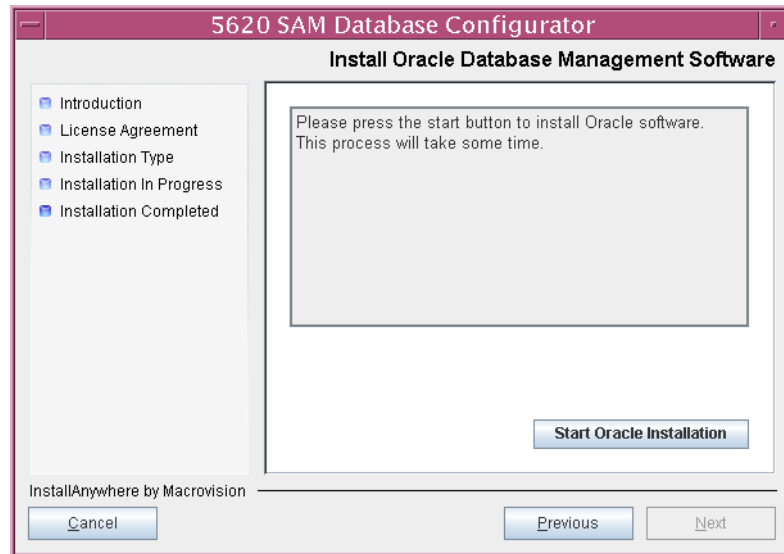 5620 SAM Database Configurator
Install Oracle Database Management Software
Introduction
License Agreement
Installation Type
Installation In Progress
Installation Completed
Please press the start button to install Oracle software.
This process will take some time.
Start Oracle Installation
InstallAnywhere by Macrovision
Cancel
Previous
Next